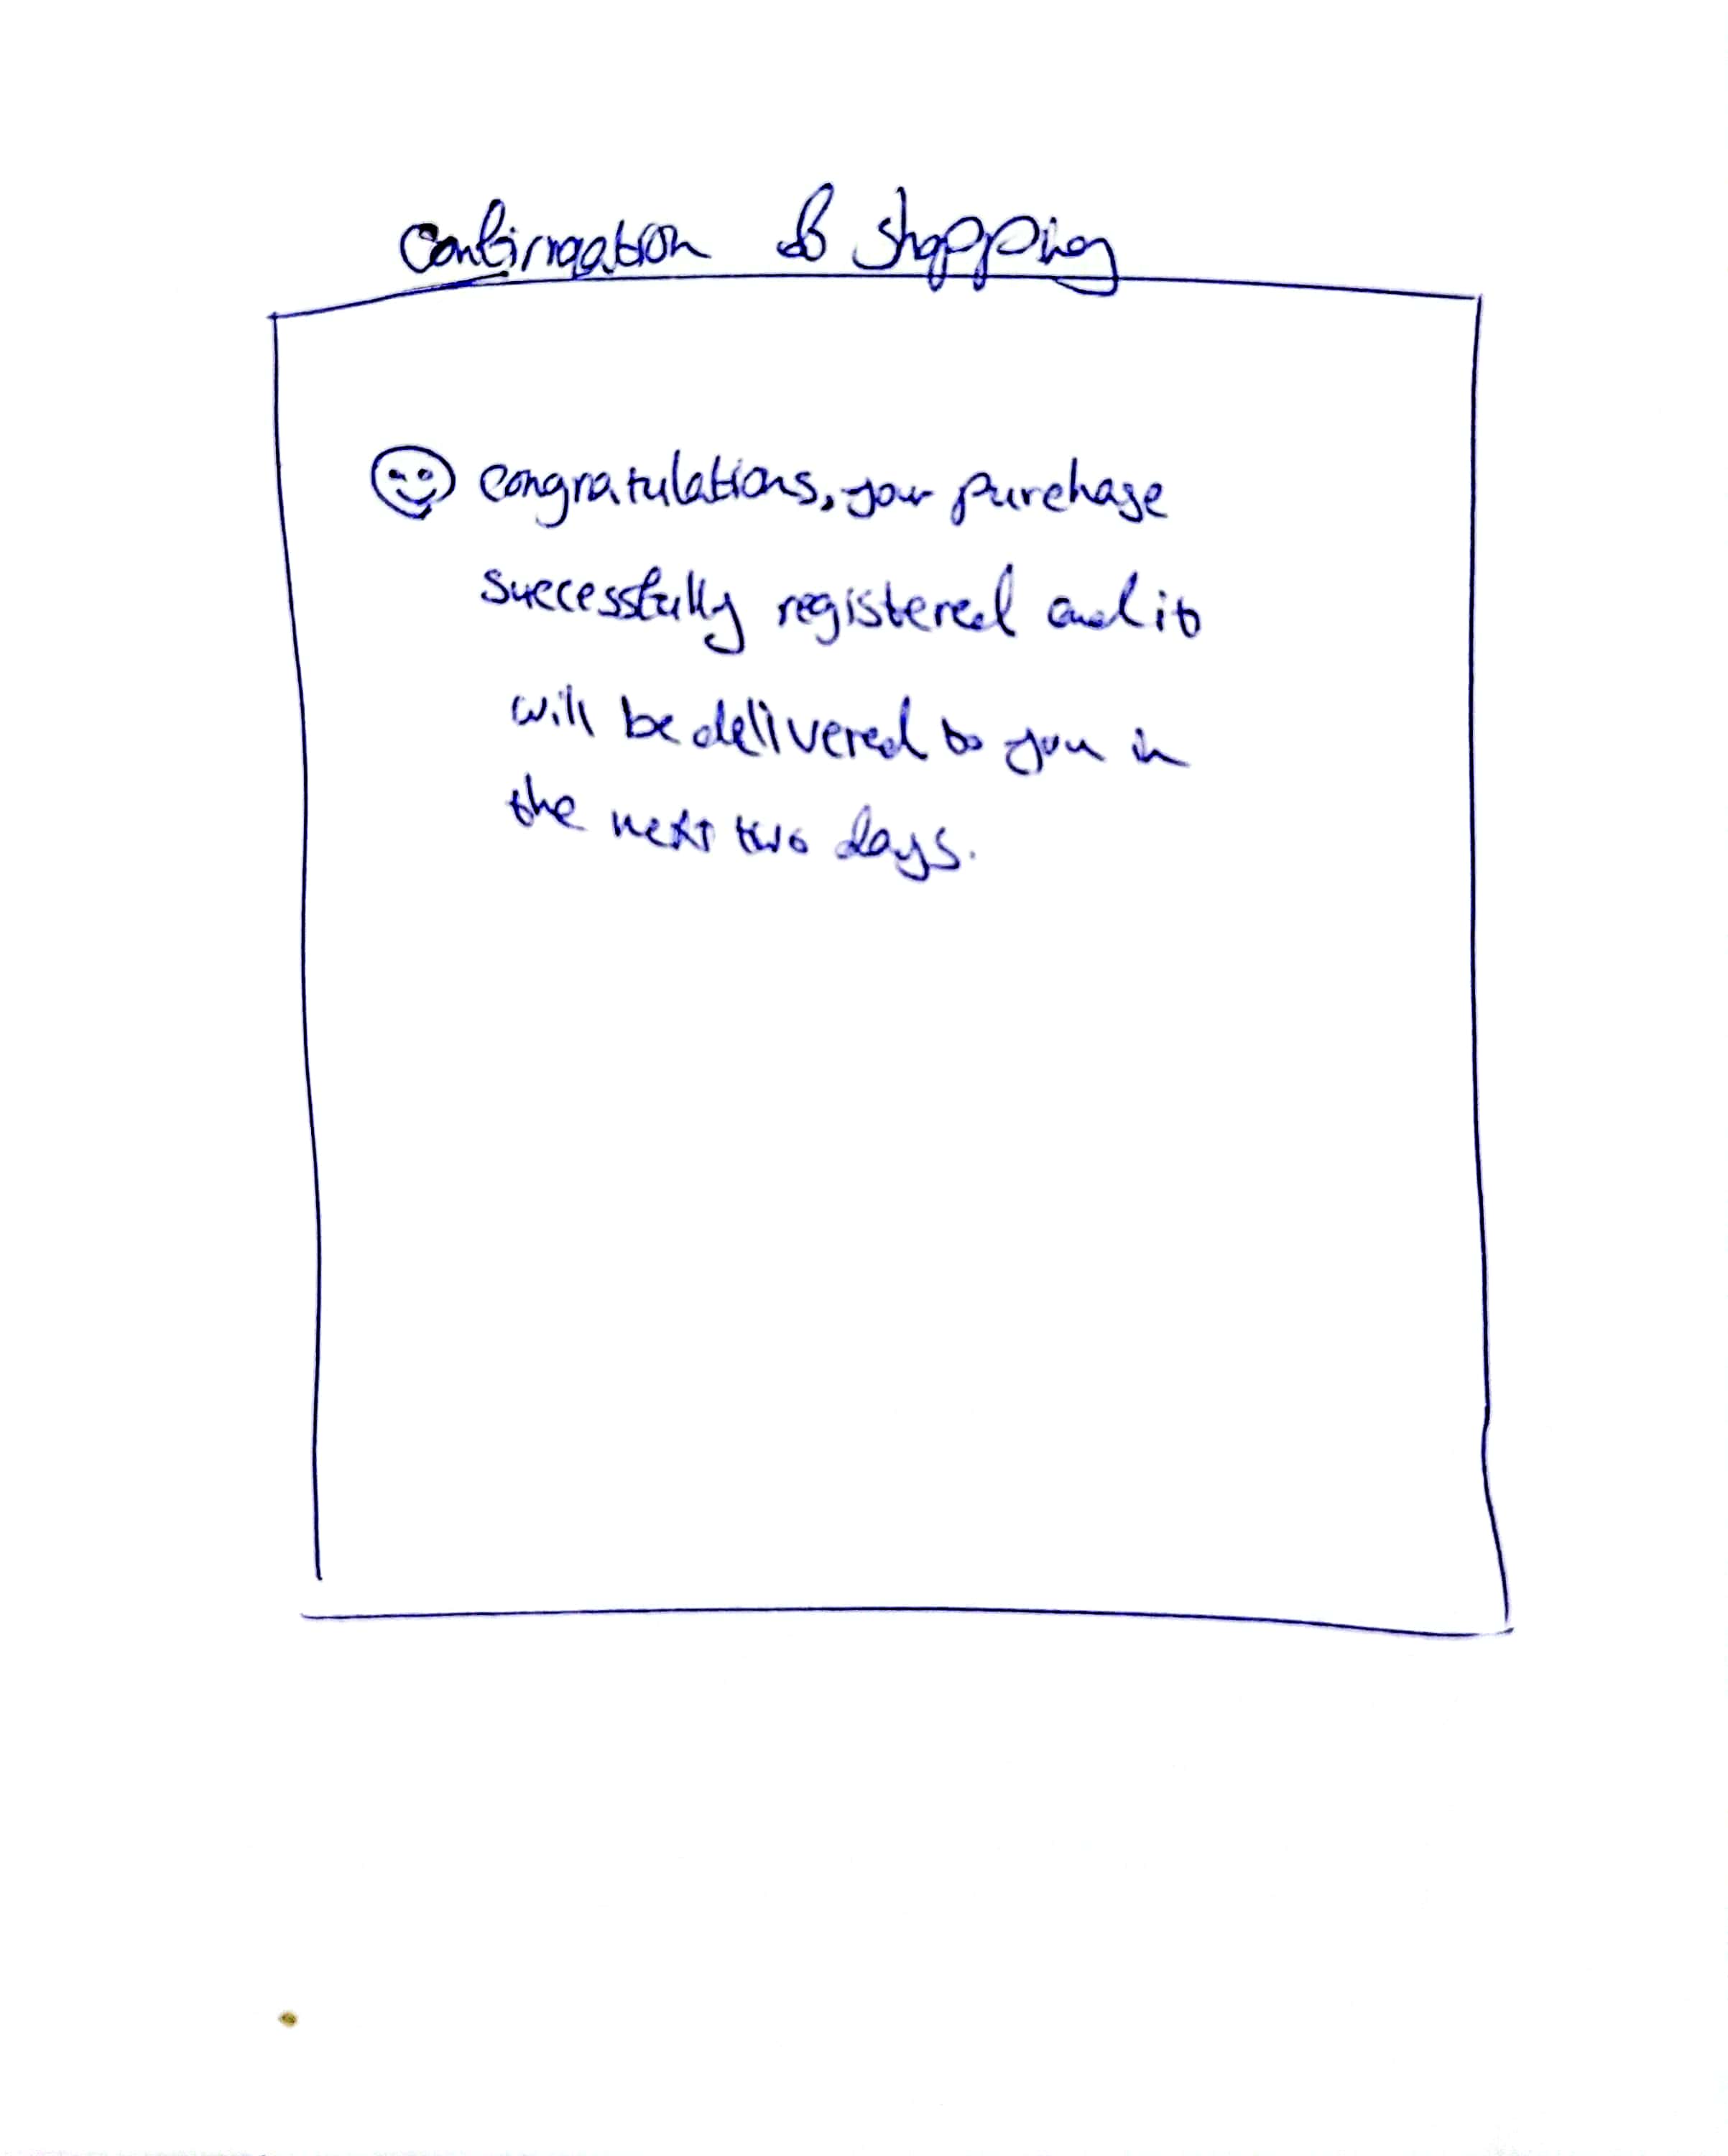 Confirmation of shopping
congratulations, your purchase
successfully registered and it
will be delivered to you in
the next two days.